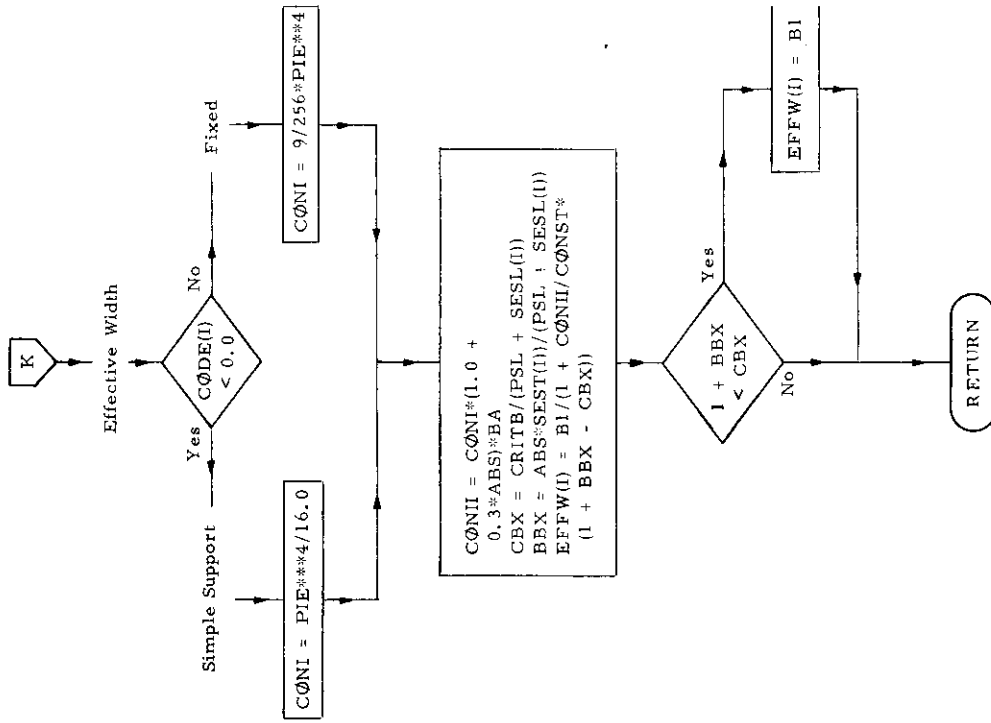 K
Effective Width
CØDE(I)
< 0.0
Yes
No
Simple Support
Fixed
CØNI = PIE**4/16.0
CØNI = 9/256*PIE**4
CØNII = CØNI*(1.0 +
0.3*ABS)*BA
CBX = CRITB/(PSL + SESL(I))
BBX = ABS*SEST(I))/(PSL + SESL(I))
EFFW(I) = B1/(1 + CØNII/CØNST*
(1 + BBX - CBX))
1 + BBX
< CBX
Yes
No
EFFW(I) = B1
RETURN